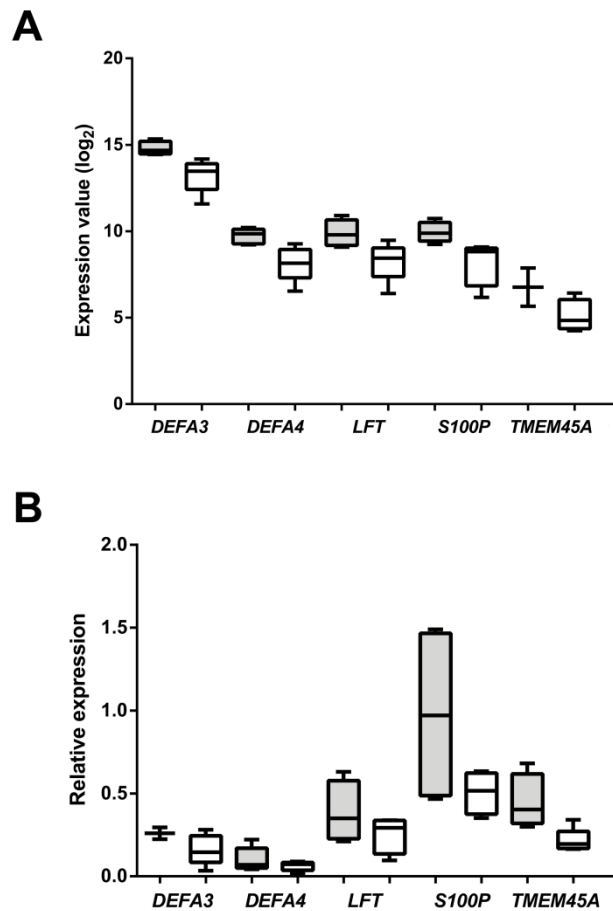 A
Expression value (log2)
20
15
10
5
0
DEFA3 DEFA4 LFT S100P TMEM45A
B
Relative expression
2.0
1.5
1.0
0.5
0.0
DEFA3 DEFA4 LFT S100P TMEM45A